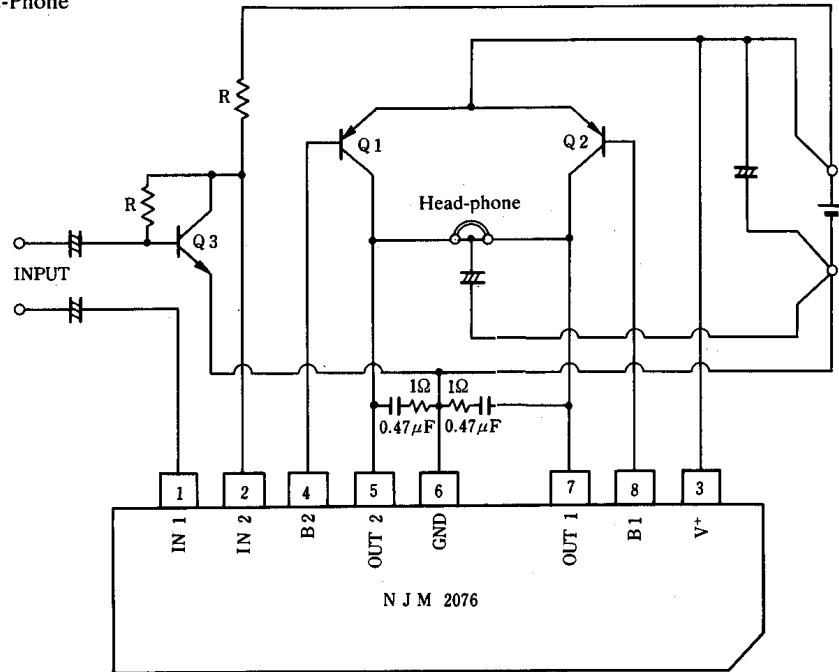 -Phone
R
Q1
Q2
Head-phone
R
Q3
INPUT
1Ω 1Ω
0.47μF 0.47μF
1 2 4 5 6 7 8 3
IN 1 IN 2 B2 OUT 2 GND OUT 1 B1 V+
NJM 2076